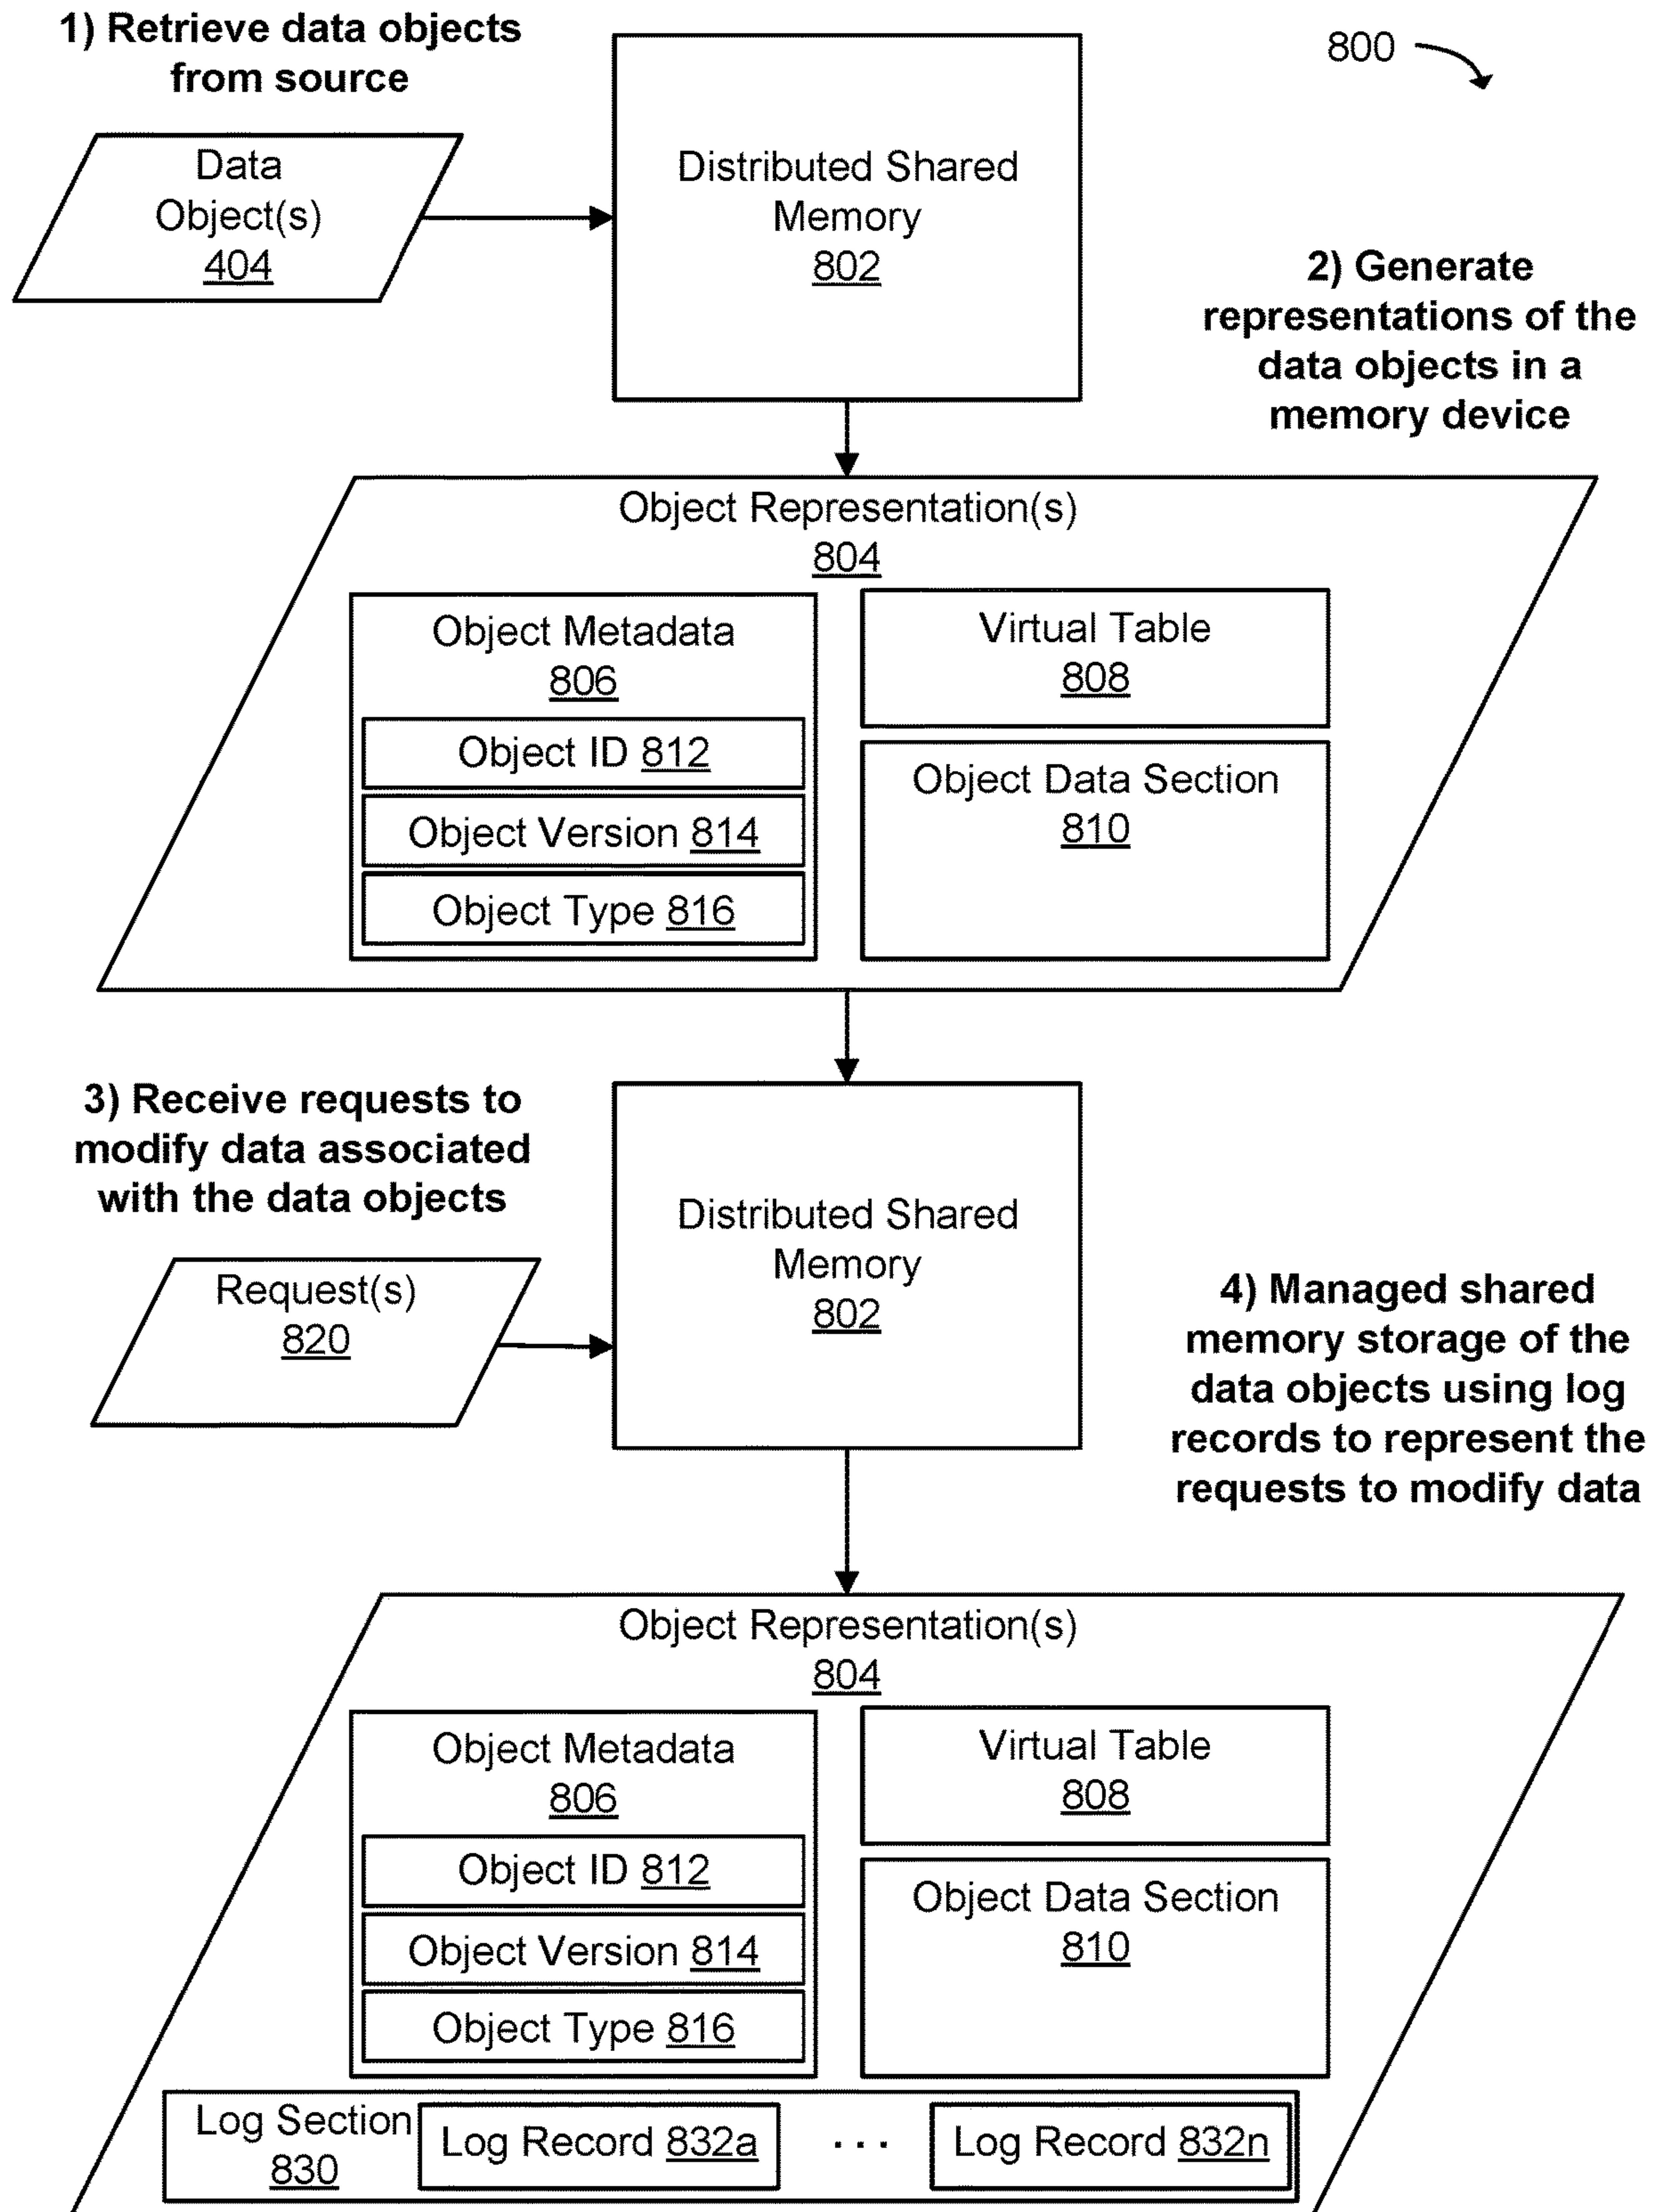 1) Retrieve data objects
from source
800
Data
Object(s)
404
Distributed Shared
Memory
802
2) Generate
representations of the
data objects in a
memory device
Object Representation(s)
804
Object Metadata
806
Object ID 812
Object Version 814
Object Type 816
Virtual Table
808
Object Data Section
810
3) Receive requests to
modify data associated
with the data objects
Request(s)
820
Distributed Shared
Memory
802
4) Managed shared
memory storage of the
data objects using log
records to represent the
requests to modify data
Object Representation(s)
804
Object Metadata
806
Object ID 812
Object Version 814
Object Type 816
Virtual Table
808
Object Data Section
810
Log Section
830
Log Record 832a
...
Log Record 832n